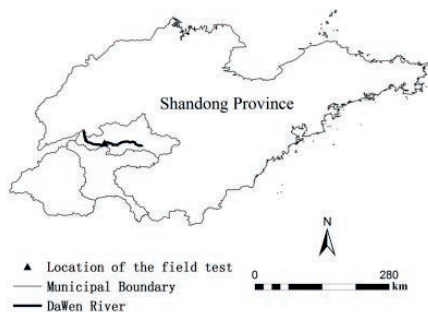 Shandong Province
N
Location of the field test
Municipal Boundary
DaWen River
0 280
km